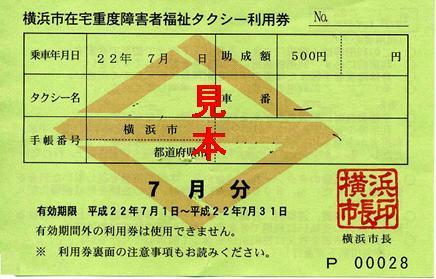 横浜市在宅重度障害者福祉タクシー利用券 No.
乗車年月日 22年 7月 日 助成額 500円 円
タクシー名 車番
手帳番号 横浜市
都道府県市
見本
7月分
有効期限 平成22年7月1日～平成22年7月31日
有効期間外の利用券は使用できません。
※ 利用券裏面の注意事項もお読みください。
横浜市長印
横浜市長
P 00028